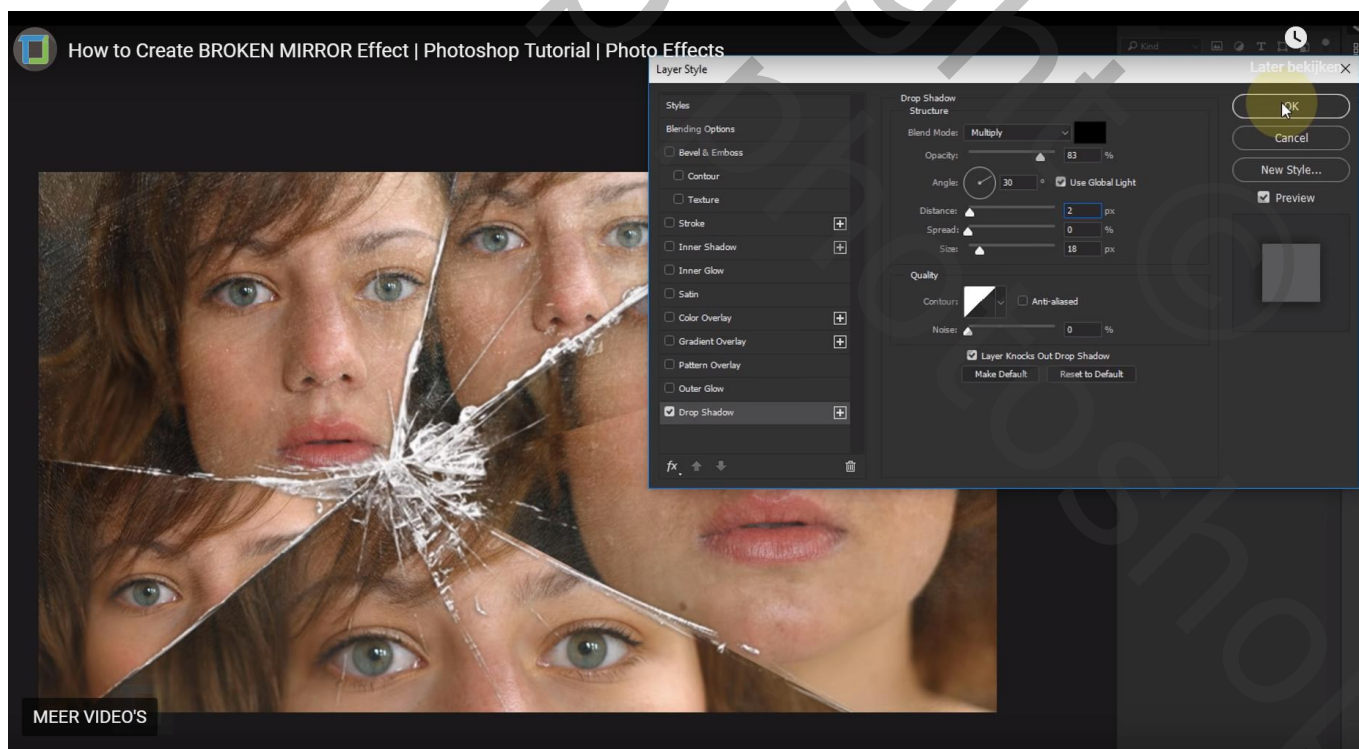 How to Create BROKEN MIRROR Effect | Photoshop Tutorial | Photo Effects
Kind
Later bekijken
Layer Style
Styles
Blending Options
Bevel & Emboss
Contour
Texture
Stroke
Inner Shadow
Inner Glow
Satin
Color Overlay
Gradient Overlay
Pattern Overlay
Outer Glow
Drop Shadow
fx
Drop Shadow
Structure
Blend Mode: Multiply
Opacity: 83 %
Angle: 30 ° Use Global Light
Distance: 2 px
Spread: 0 %
Size: 18 px
Quality
Contour: Anti-aliased
Noise: 0 %
Layer Knocks Out Drop Shadow
Make Default Reset to Default
OK
Cancel
New Style...
Preview
MEER VIDEO'S